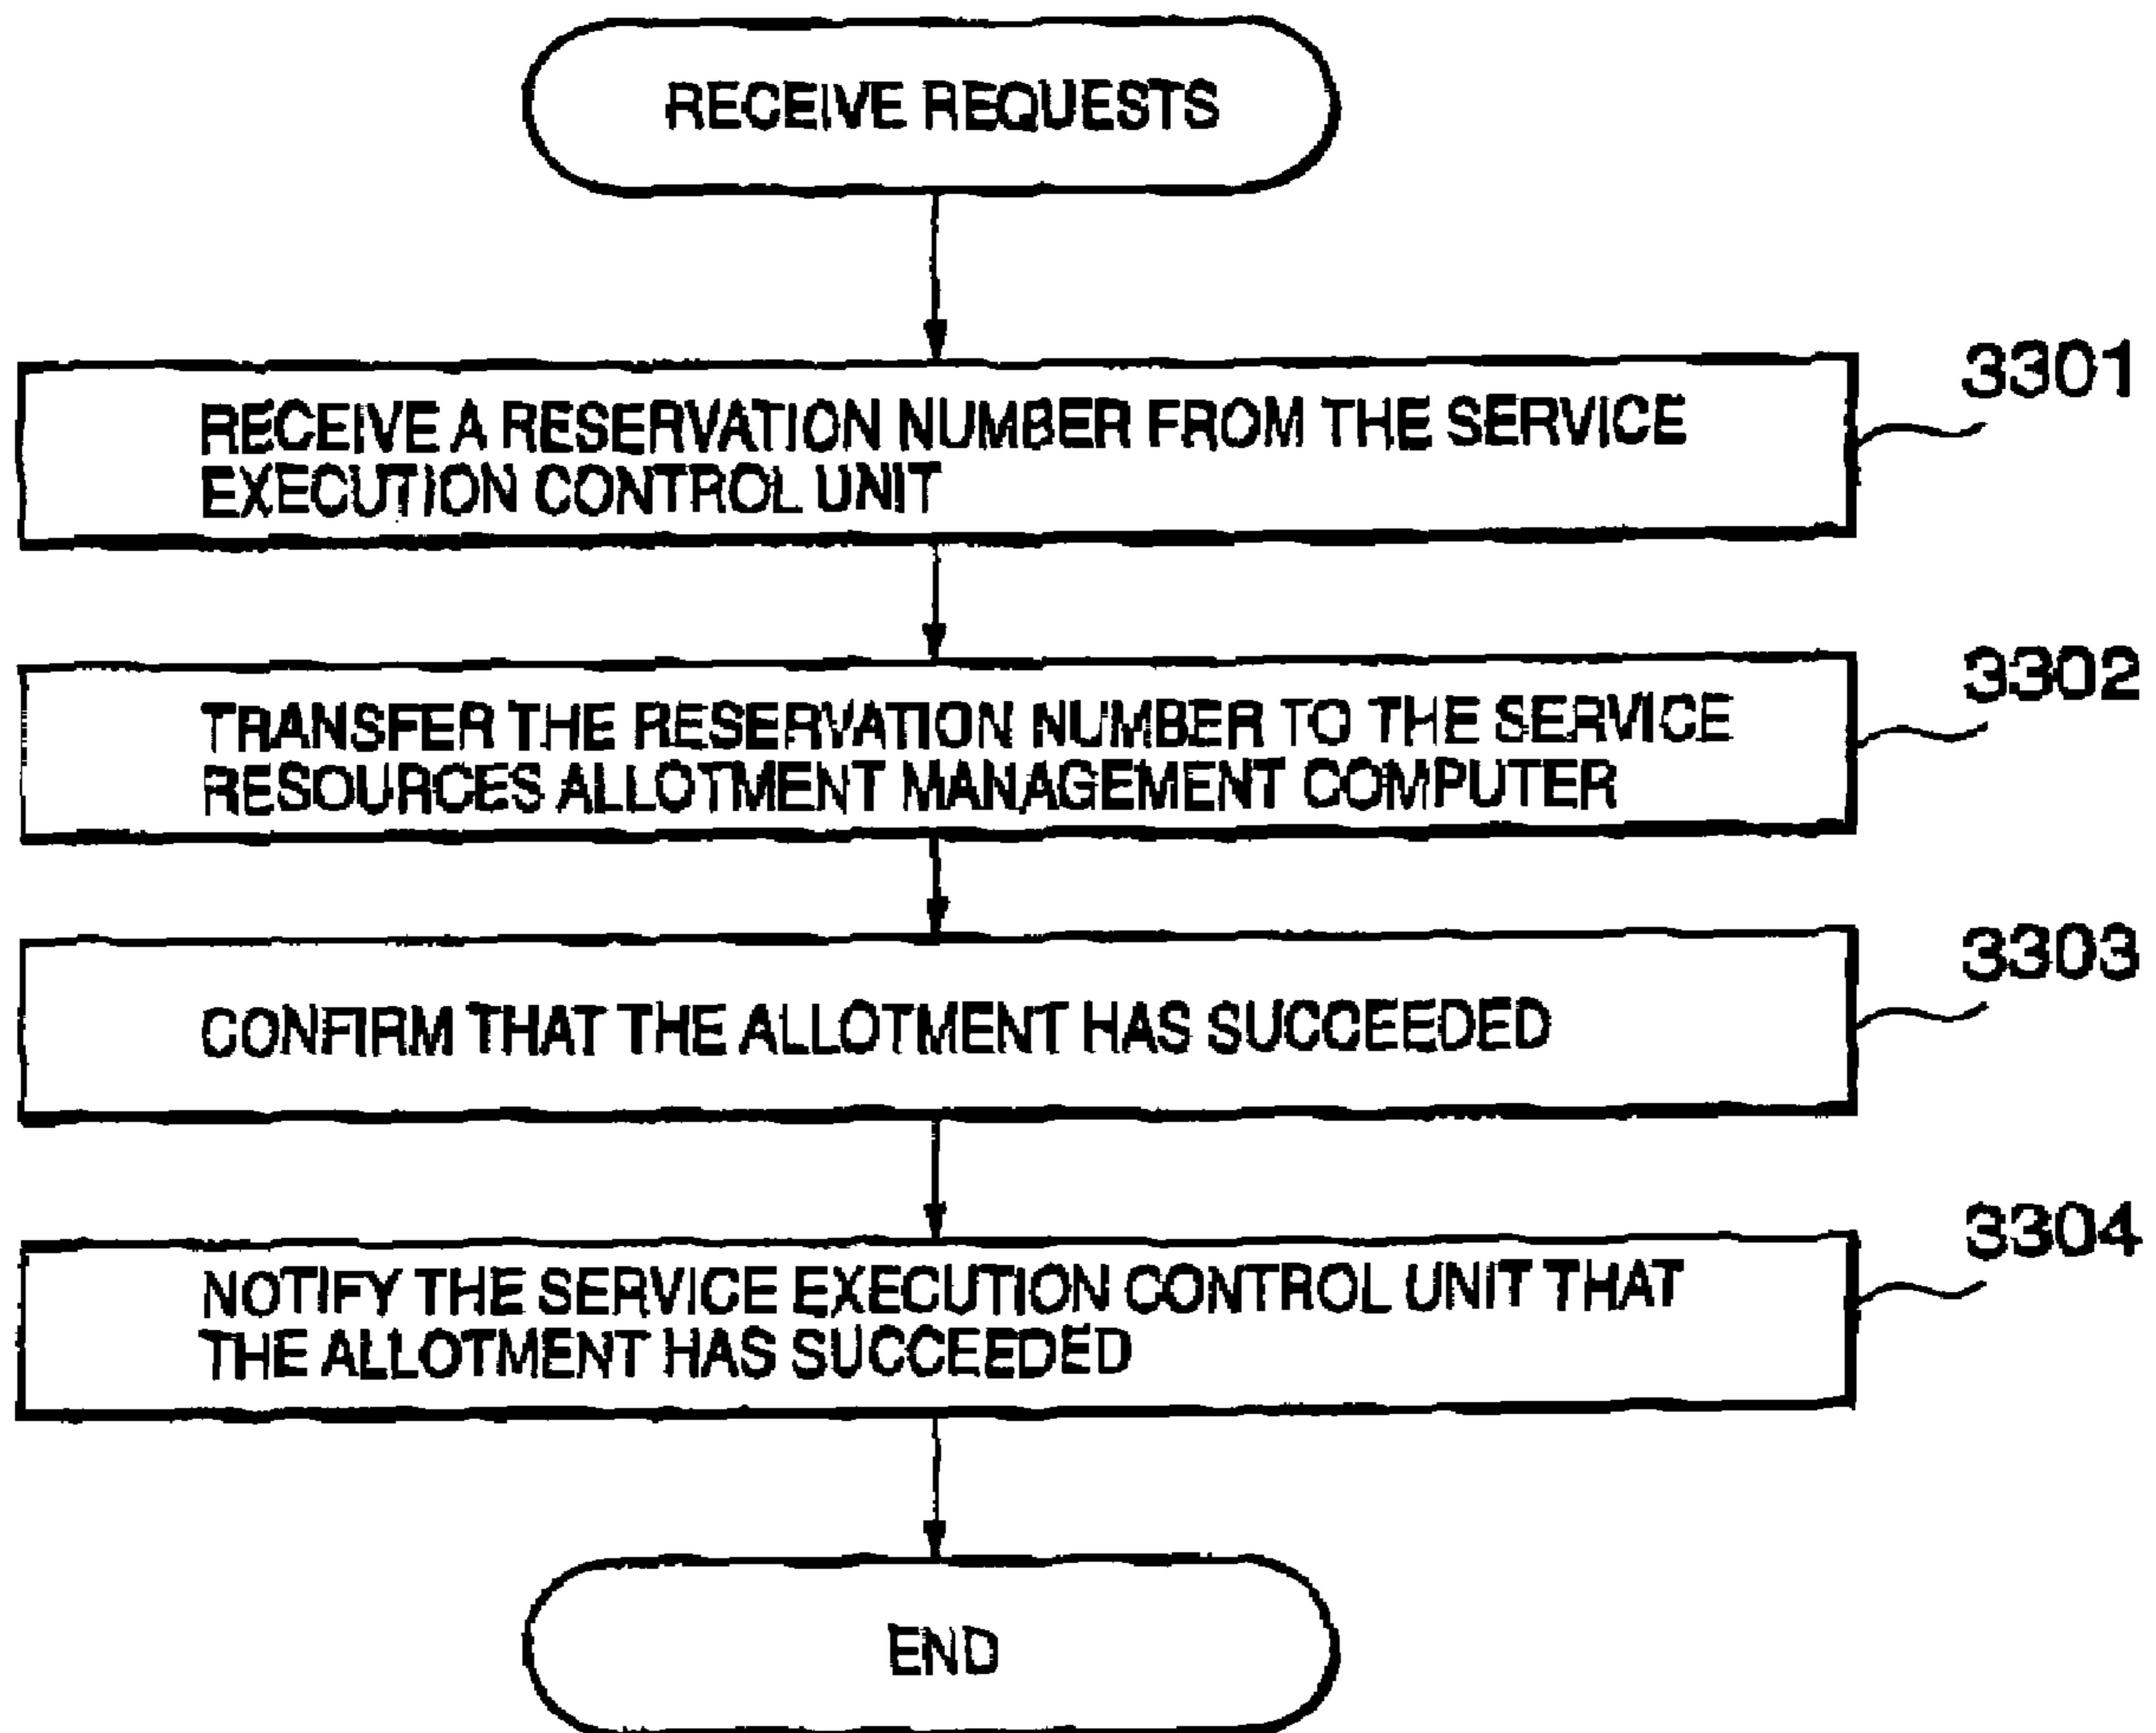 RECEIVE REQUESTS
3301
RECEIVE A RESERVATION NUMBER FROM THE SERVICE
EXECUTION CONTROL UNIT
3302
TRANSFER THE RESERVATION NUMBER TO THE SERVICE
RESOURCES ALLOTMENT MANAGEMENT COMPUTER
3303
CONFIRM THAT THE ALLOTMENT HAS SUCCEEDED
3304
NOTIFY THE SERVICE EXECUTION CONTROL UNIT THAT
THE ALLOTMENT HAS SUCCEEDED
END